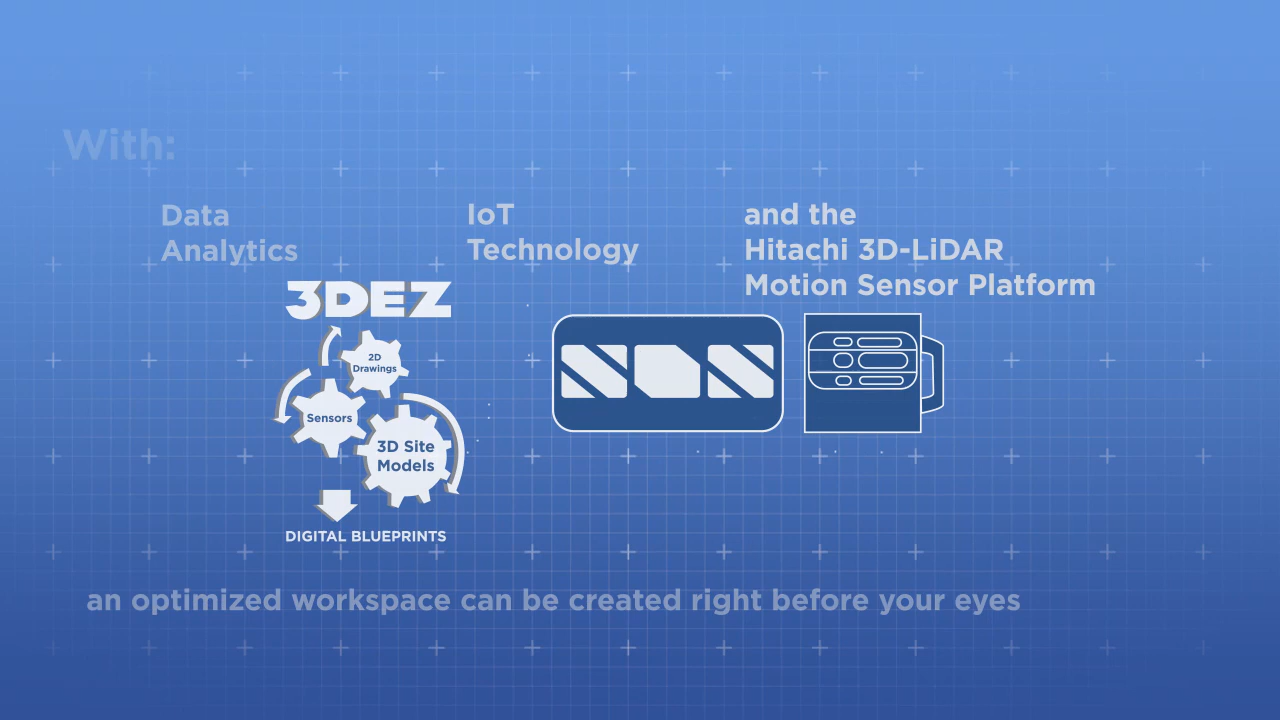 With:
Data
Analytics
IoT
Technology
and the
Hitachi 3D-LiDAR
Motion Sensor Platform
3DEZ
2D
Drawings
Sensors
3D Site
Models
DIGITAL BLUEPRINTS
an optimized workspace can be created right before your eyes